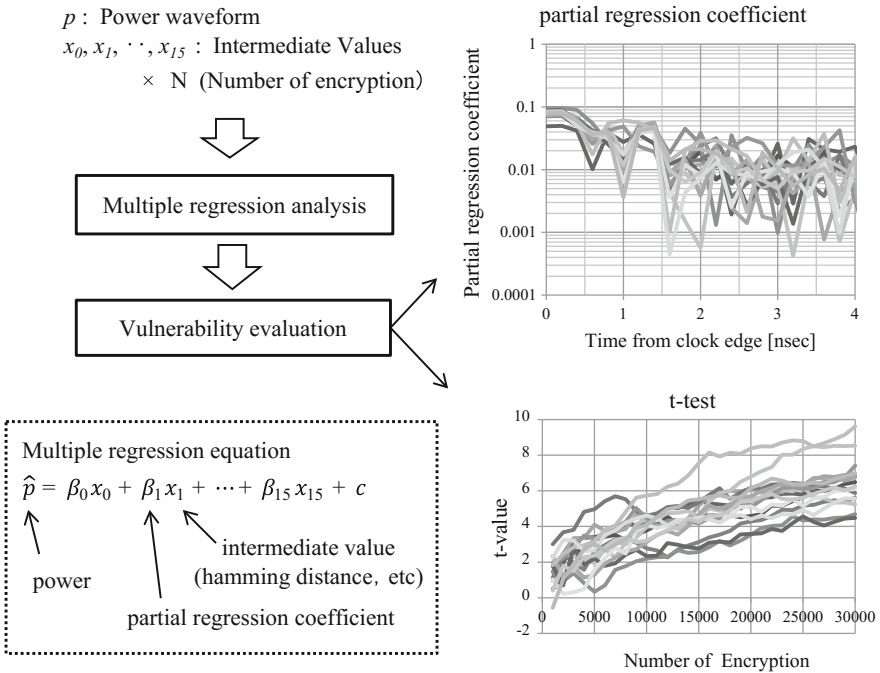 p : Power waveform
x0, x1, ··, x15 : Intermediate Values
× N (Number of encryption)
Multiple regression analysis
Vulnerability evaluation
Multiple regression equation
p̂ = β0x0 + β1x1 + ⋯ + β15x15 + c
intermediate value
(hamming distance, etc)
power
partial regression coefficient
partial regression coefficient
Partial regression coefficient
1
0.1
0.01
0.001
0.0001
0 1 2 3 4
Time from clock edge [nsec]
t-test
t-value
10
8
6
4
2
0
-2
0 5000 10000 15000 20000 25000 30000
Number of Encryption